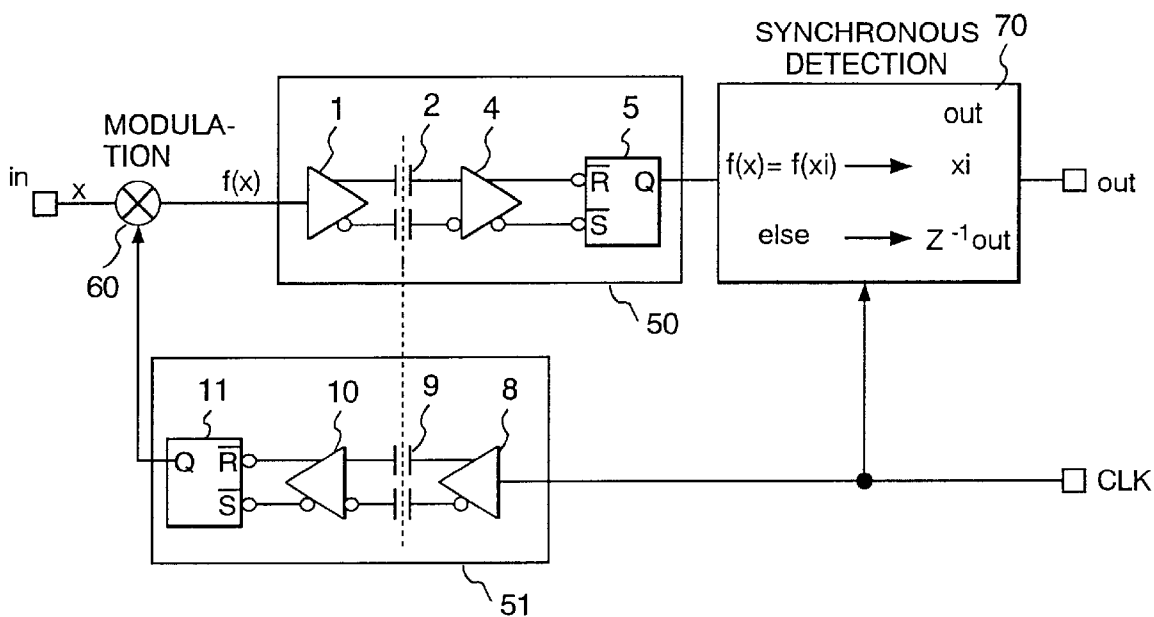 SYNCHRONOUS 70
DETECTION
MODULA-
TION
1 2 4 5
in x f(x)
R̅ Q
S̅
out
f(x)= f(xi) xi
else Z⁻¹out
out
60
50
11 10 9 8
Q R̅
S̅
CLK
51